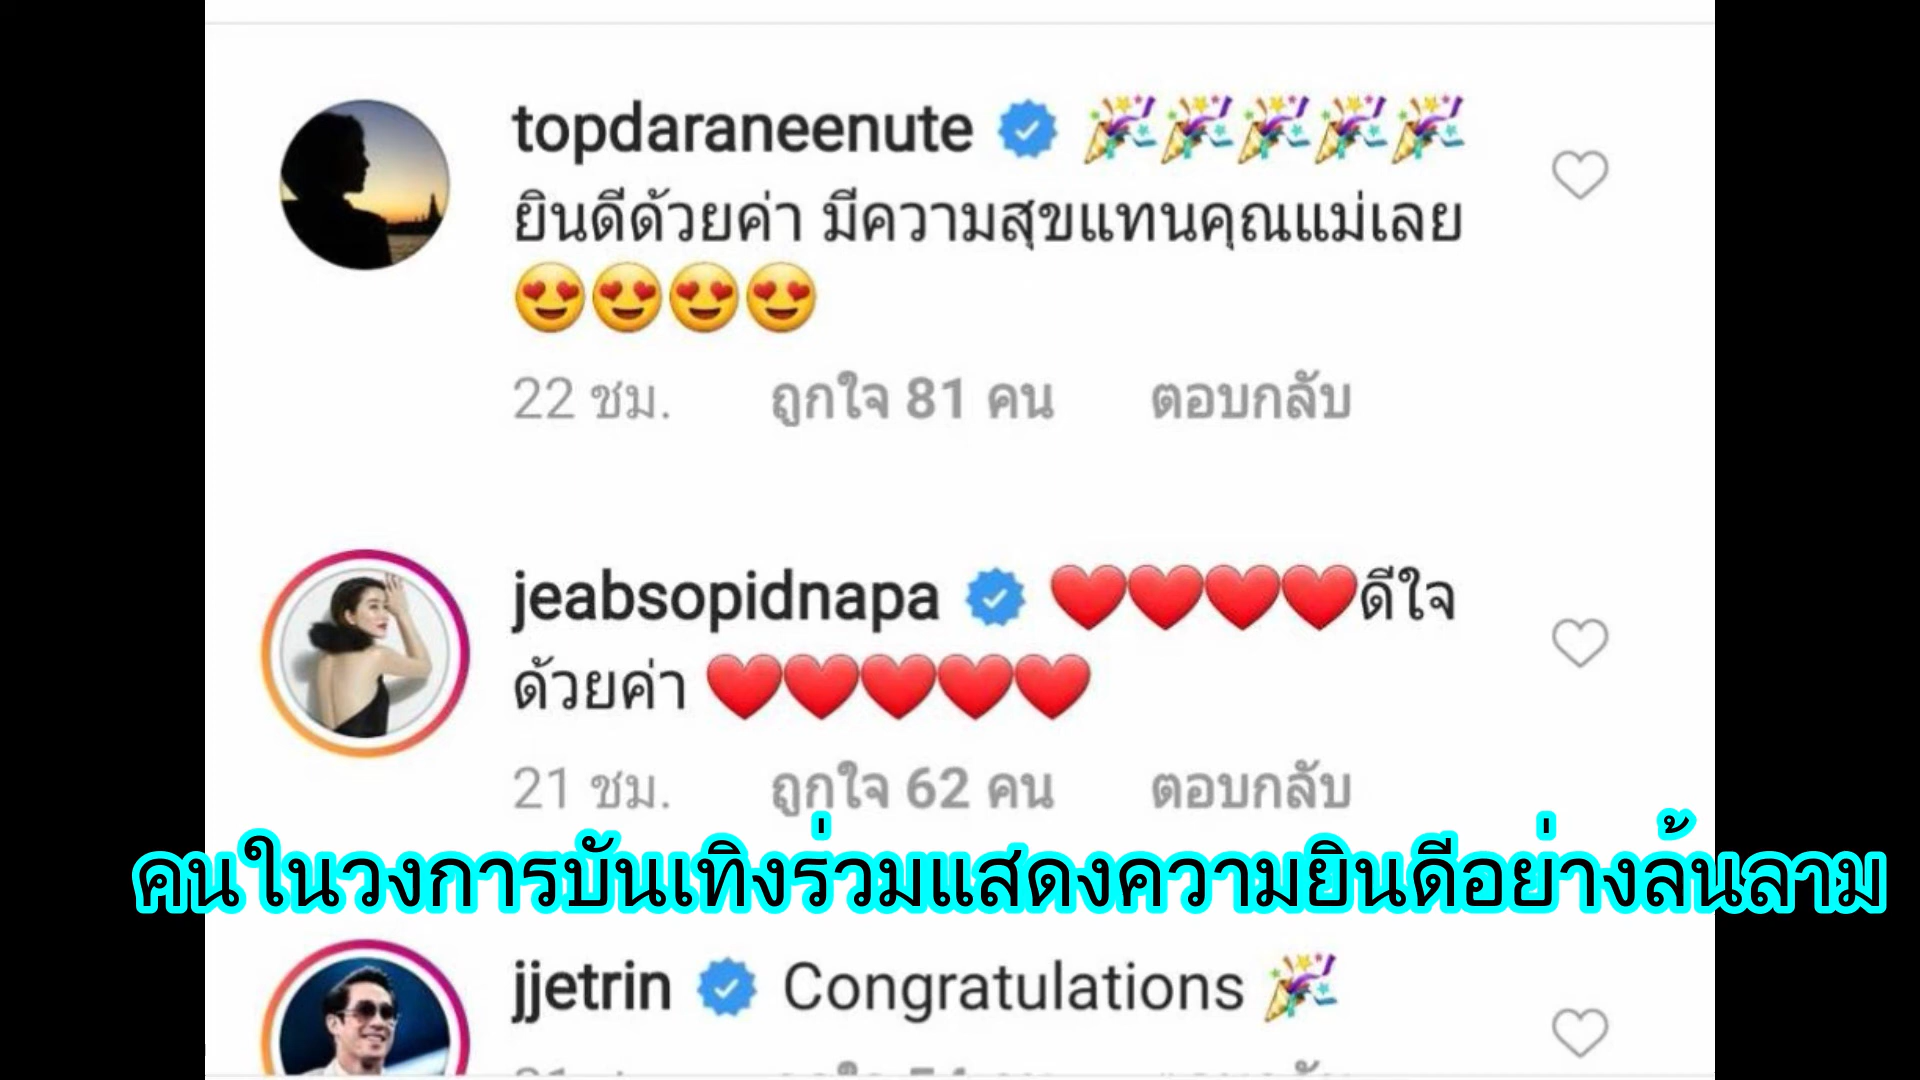 topdaraneenute 🎉🎉🎉🎉🎉
ยินดีด้วยค่า มีความสุขแทนคุณแม่เลย
😍😍😍😍
22 ชม. ถูกใจ 81 คน ตอบกลับ
jeabsopidnapa ❤️❤️❤️❤️ดีใจ
ด้วยค่า ❤️❤️❤️❤️❤️
21 ชม. ถูกใจ 62 คน ตอบกลับ
คนในวงการบันเทิงร่วมแสดงความยินดีอย่างล้นลาม
jjetrin Congratulations 🎉